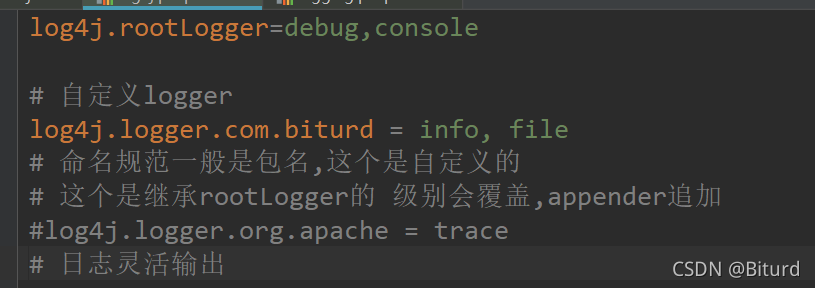 log4j.rootLogger=debug,console
# 自定义logger
log4j.logger.com.biturd = info, file
# 命名规范一般是包名,这个是自定义的
# 这个是继承rootLogger的 级别会覆盖,appender追加
#log4j.logger.org.apache = trace
# 日志灵活输出
CSDN @Biturd